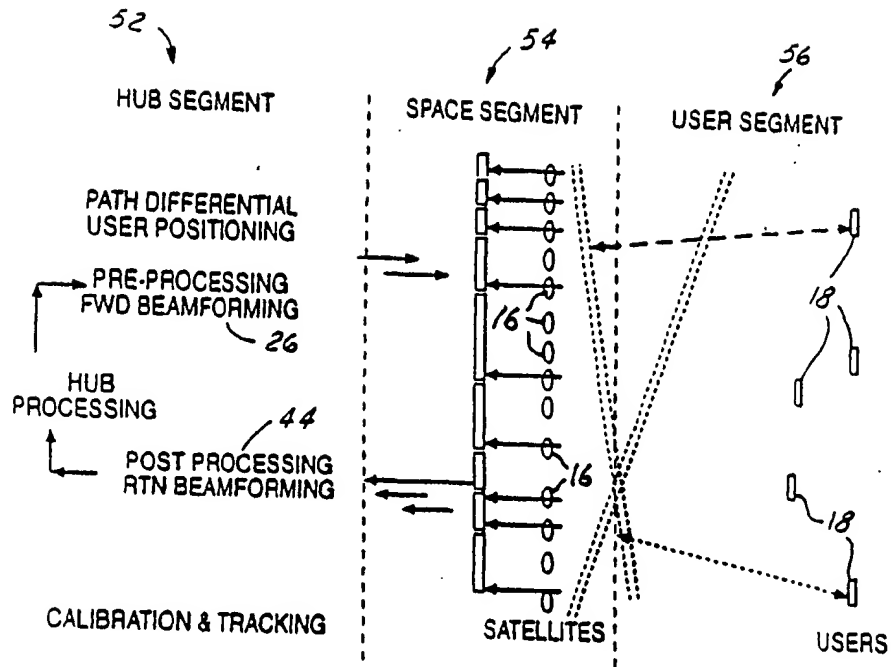 52
54
56
HUB SEGMENT
SPACE SEGMENT
USER SEGMENT
PATH DIFFERENTIAL
USER POSITIONING
PRE-PROCESSING
FWD BEAMFORMING
26
16
18
HUB
PROCESSING
44
POST PROCESSING
RTN BEAMFORMING
16
18
CALIBRATION & TRACKING
SATELLITES
USERS